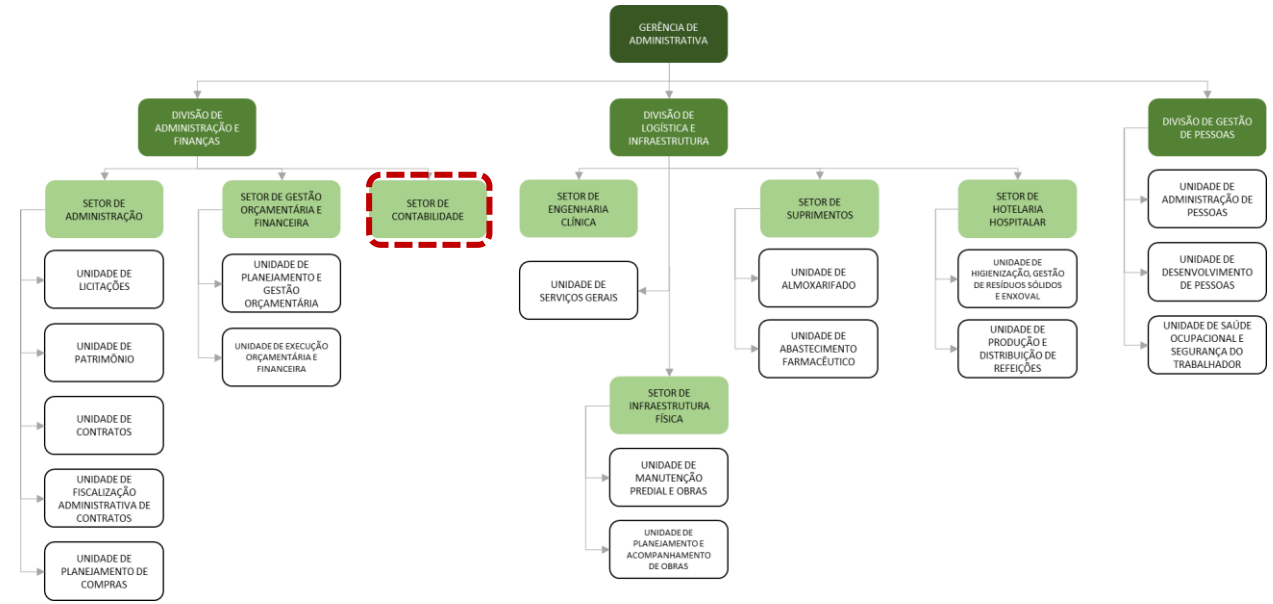 GERÊNCIA DE
ADMINISTRATIVA
DIVISÃO DE
ADMINISTRAÇÃO E
FINANÇAS
DIVISÃO DE
LOGÍSTICA E
INFRAESTRUTURA
DIVISÃO DE GESTÃO
DE PESSOAS
SETOR DE
ADMINISTRAÇÃO
SETOR DE GESTÃO
ORÇAMENTÁRIA E
FINANCEIRA
SETOR DE
CONTABILIDADE
SETOR DE
ENGENHARIA
CLÍNICA
SETOR DE
SUPRIMENTOS
SETOR DE
HOTELARIA
HOSPITALAR
UNIDADE DE
ADMINISTRAÇÃO DE
PESSOAS
UNIDADE DE
LICITAÇÕES
UNIDADE DE
PLANEJAMENTO E
GESTÃO
ORÇAMENTÁRIA
UNIDADE DE
SERVIÇOS GERAIS
UNIDADE DE
ALMOXARIFADO
UNIDADE DE
HIGIENIZAÇÃO, GESTÃO
DE RESÍDUOS SÓLIDOS
E ENXOVAL
UNIDADE DE
DESENVOLVIMENTO
DE PESSOAS
UNIDADE DE
PATRIMÔNIO
UNIDADE DE EXECUÇÃO
ORÇAMENTÁRIA E
FINANCEIRA
UNIDADE DE
ABASTECIMENTO
FARMACÊUTICO
UNIDADE DE
PRODUÇÃO E
DISTRIBUIÇÃO DE
REFEIÇÕES
UNIDADE DE SAÚDE
OCUPACIONAL E
SEGURANÇA DO
TRABALHADOR
UNIDADE DE
CONTRATOS
SETOR DE
INFRAESTRUTURA
FÍSICA
UNIDADE DE
FISCALIZAÇÃO
ADMINISTRATIVA DE
CONTRATOS
UNIDADE DE
MANUTENÇÃO
PREDIAL E OBRAS
UNIDADE DE
PLANEJAMENTO DE
COMPRAS
UNIDADE DE
PLANEJAMENTO E
ACOMPANHAMENTO
DE OBRAS